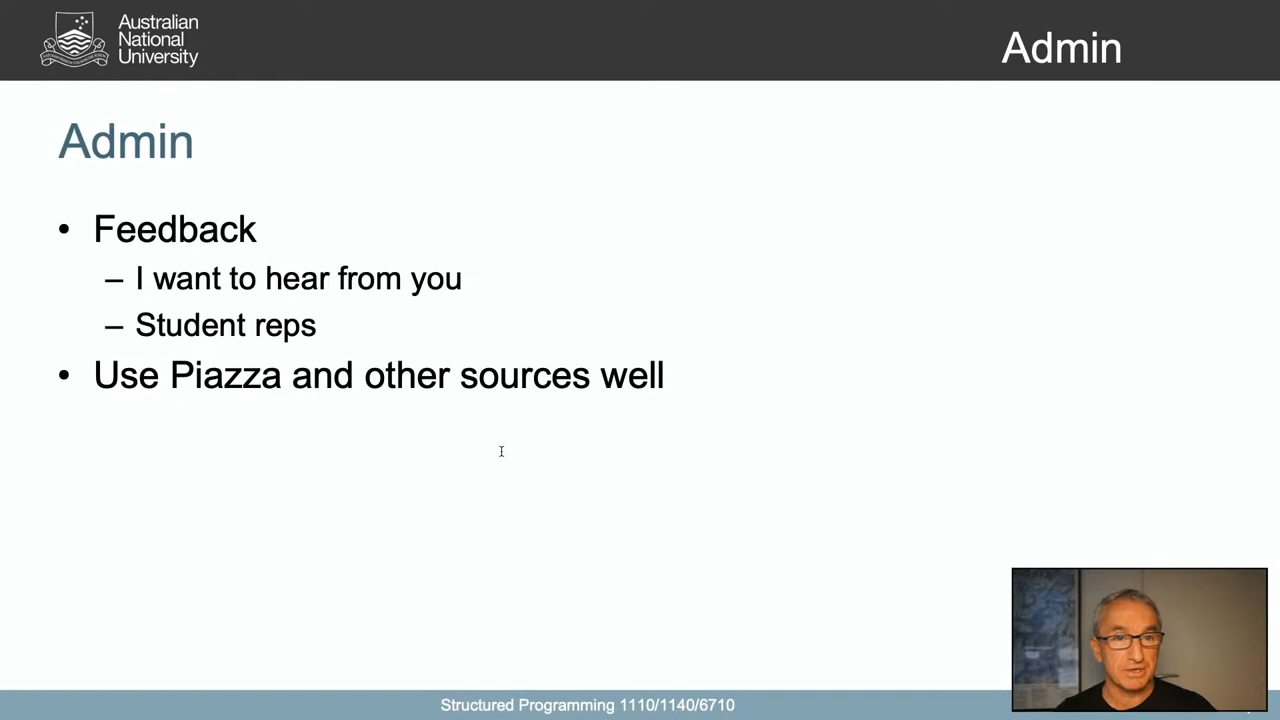 Australian
National
University
Admin
Admin
• Feedback
– I want to hear from you
– Student reps
• Use Piazza and other sources well
Structured Programming 1110/1140/6710